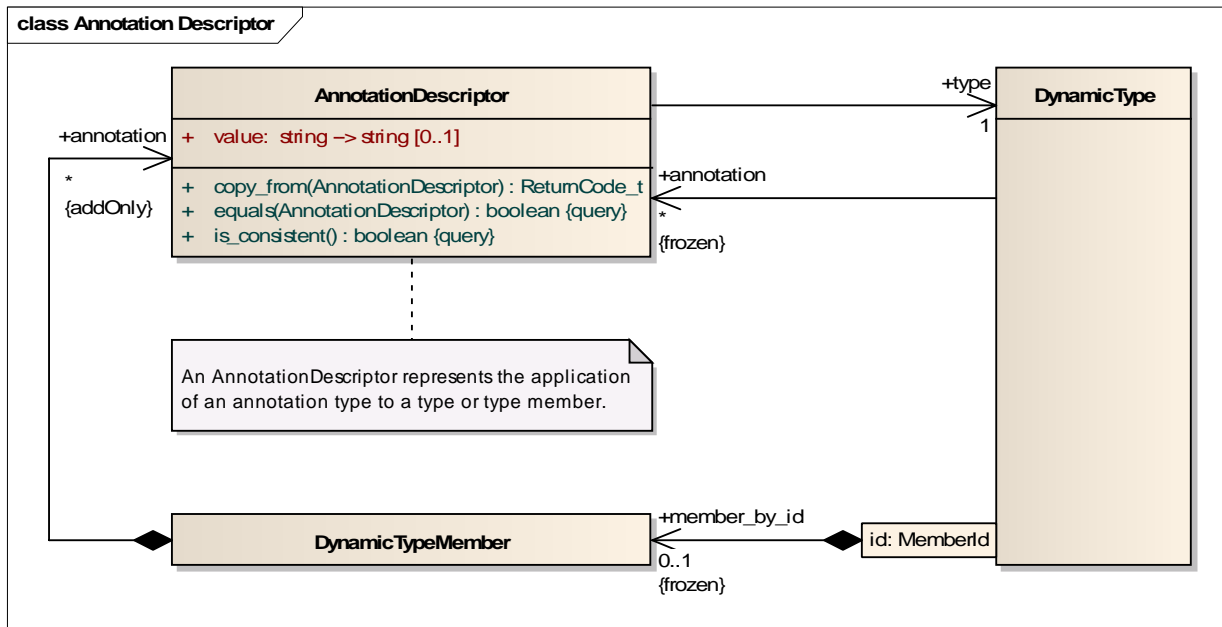 class Annotation Descriptor
AnnotationDescriptor
+ value: string –> string [0..1]
+ copy_from(AnnotationDescriptor) : ReturnCode_t
+ equals(AnnotationDescriptor) : boolean {query}
+ is_consistent() : boolean {query}
+type
1
DynamicType
+annotation
*
{addOnly}
+annotation
*
{frozen}
An AnnotationDescriptor represents the application
of an annotation type to a type or type member.
DynamicTypeMember
+member_by_id
0..1
{frozen}
id: MemberId